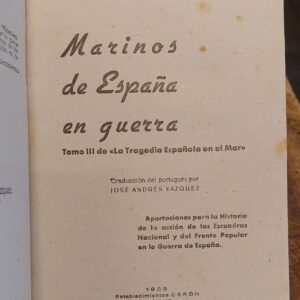 Marinos
de España
en guerra
Tomo III de «La Tragedia Española en el Mar»
Traducción del portugués por
JOSÉ ANDRÉS VÁZQUEZ
Aportaciones para la Historia
de la acción de las Escuadras
Nacional y del Frente Popular
en la Guerra de España.
Establecimientos CERÓN